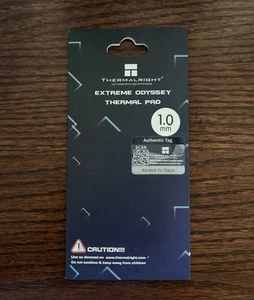 THERMALRIGHT
EXTREME ODYSSEY
THERMAL PAD
1.0
mm
Authentic Tag
SCAN
Scratch To Check
CAUTION!!!
Use as directed on www.thermalright.com
Do not swallow & keep away from children